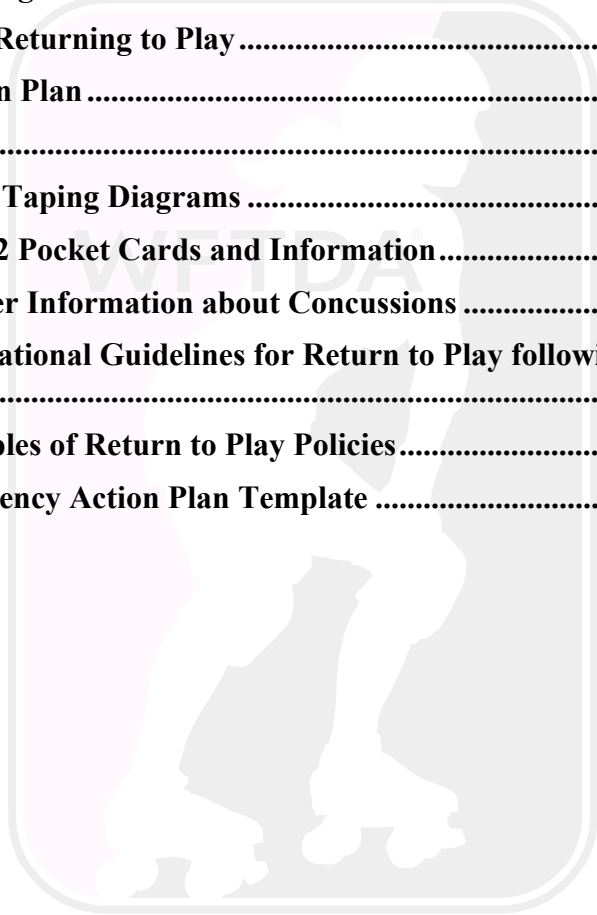 Returning to Play ..........................................................
n Plan ..........................................................................................
..........................................................................................................
Taping Diagrams .........................................................
2 Pocket Cards and Information .........................
er Information about Concussions .....................
ational Guidelines for Return to Play followi
..........................................................................................................
les of Return to Play Policies ................................
ency Action Plan Template ....................................
WFTDA®